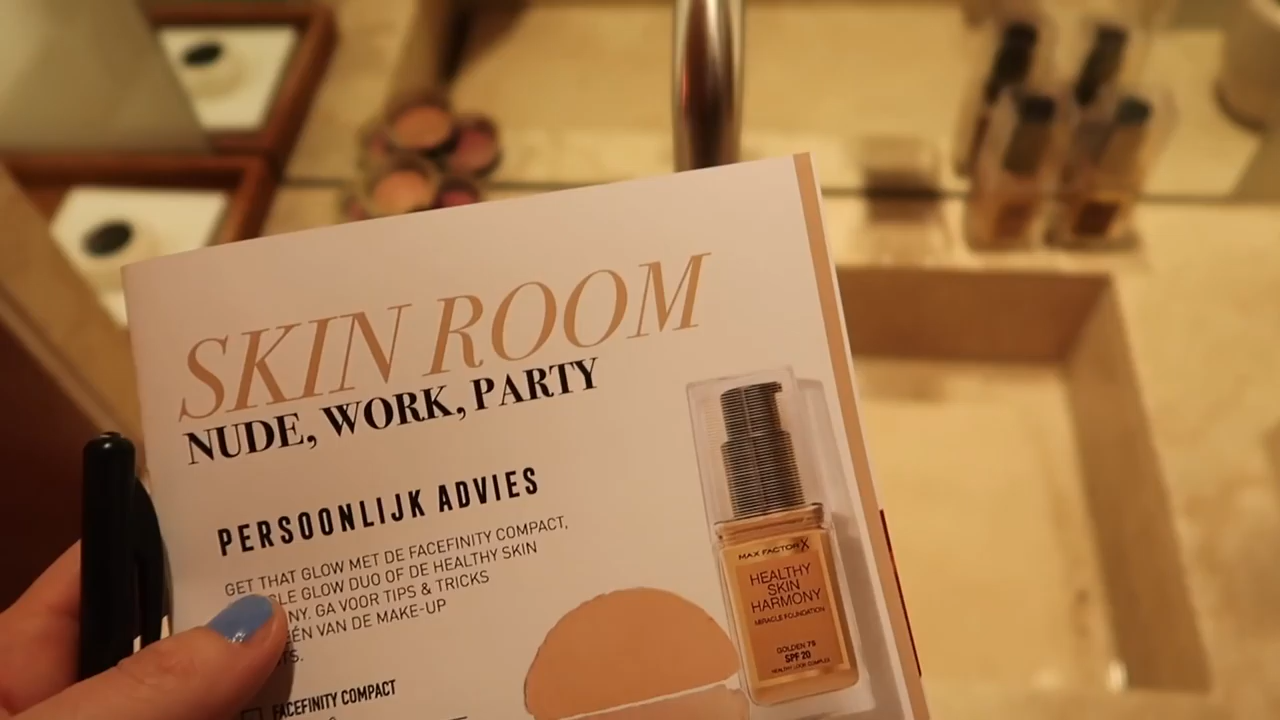 SKIN ROOM
NUDE, WORK, PARTY
PERSOONLIJK ADVIES
GET THAT GLOW MET DE FACEFINITY COMPACT,
GLOW DUO OF DE HEALTHY SKIN
GA VOOR TIPS & TRICKS
ÉÉN VAN DE MAKE-UP
FACEFINITY COMPACT
MAX FACTOR X
HEALTHY
SKIN
HARMONY
MIRACLE FOUNDATION
GOLDEN 75
SPF 20